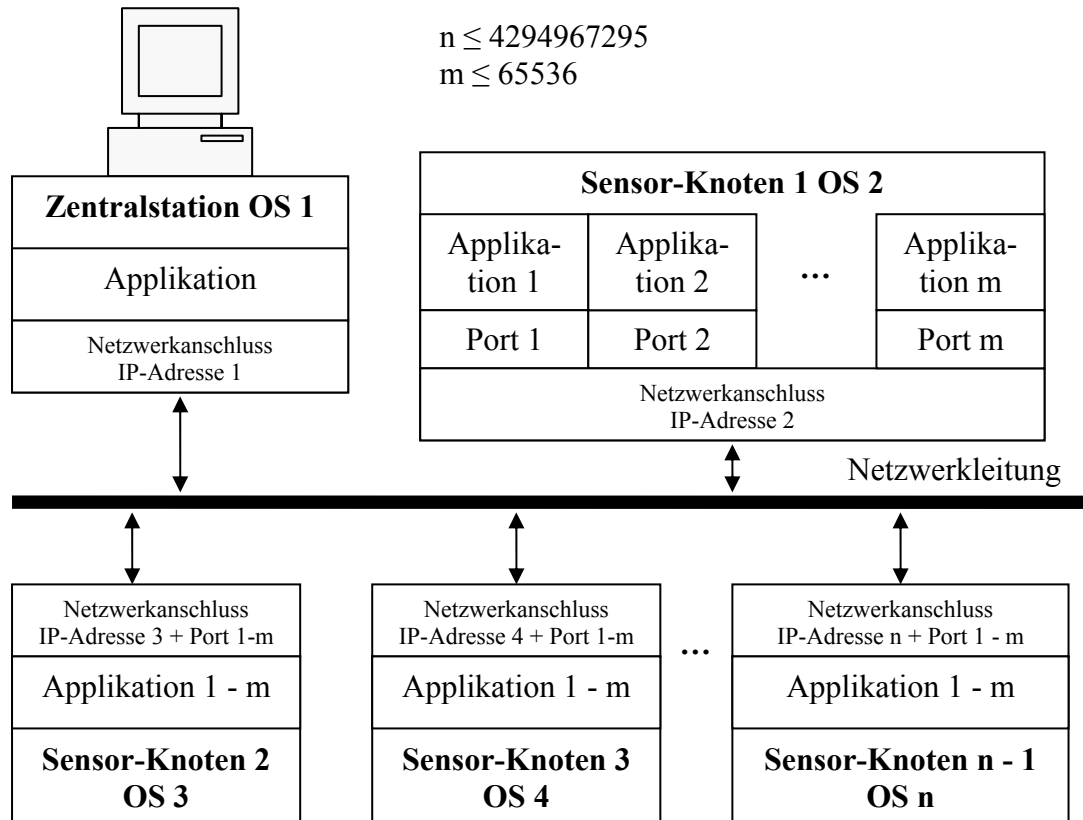 n ≤ 4294967295
m ≤ 65536
Zentralstation OS 1
Applikation
Netzwerkanschluss
IP-Adresse 1
Sensor-Knoten 1 OS 2
Applika-
tion 1
Applika-
tion 2
...
Applika-
tion m
Port 1
Port 2
Port m
Netzwerkanschluss
IP-Adresse 2
Netzwerkleitung
Netzwerkanschluss
IP-Adresse 3 + Port 1-m
Applikation 1 - m
Sensor-Knoten 2
OS 3
Netzwerkanschluss
IP-Adresse 4 + Port 1-m
Applikation 1 - m
Sensor-Knoten 3
OS 4
...
Netzwerkanschluss
IP-Adresse n + Port 1 - m
Applikation 1 - m
Sensor-Knoten n - 1
OS n